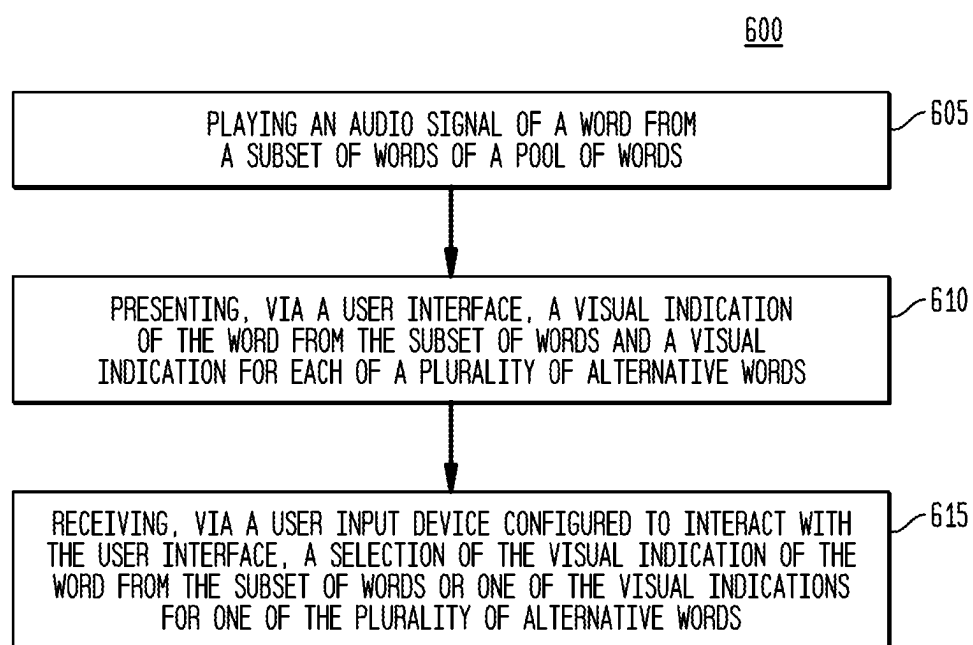 600
PLAYING AN AUDIO SIGNAL OF A WORD FROM
A SUBSET OF WORDS OF A POOL OF WORDS
605
PRESENTING, VIA A USER INTERFACE, A VISUAL INDICATION
OF THE WORD FROM THE SUBSET OF WORDS AND A VISUAL
INDICATION FOR EACH OF A PLURALITY OF ALTERNATIVE WORDS
610
RECEIVING, VIA A USER INPUT DEVICE CONFIGURED TO INTERACT WITH
THE USER INTERFACE, A SELECTION OF THE VISUAL INDICATION OF THE
WORD FROM THE SUBSET OF WORDS OR ONE OF THE VISUAL INDICATIONS
FOR ONE OF THE PLURALITY OF ALTERNATIVE WORDS
615